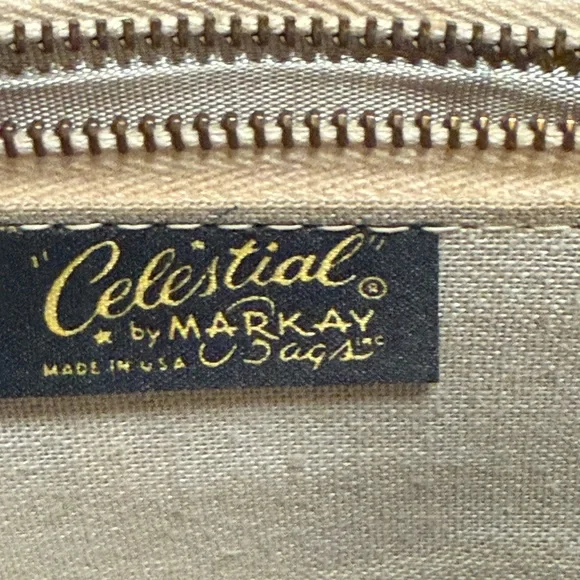 "Celestial" ®
by MARKAY
Bags INC
MADE IN USA